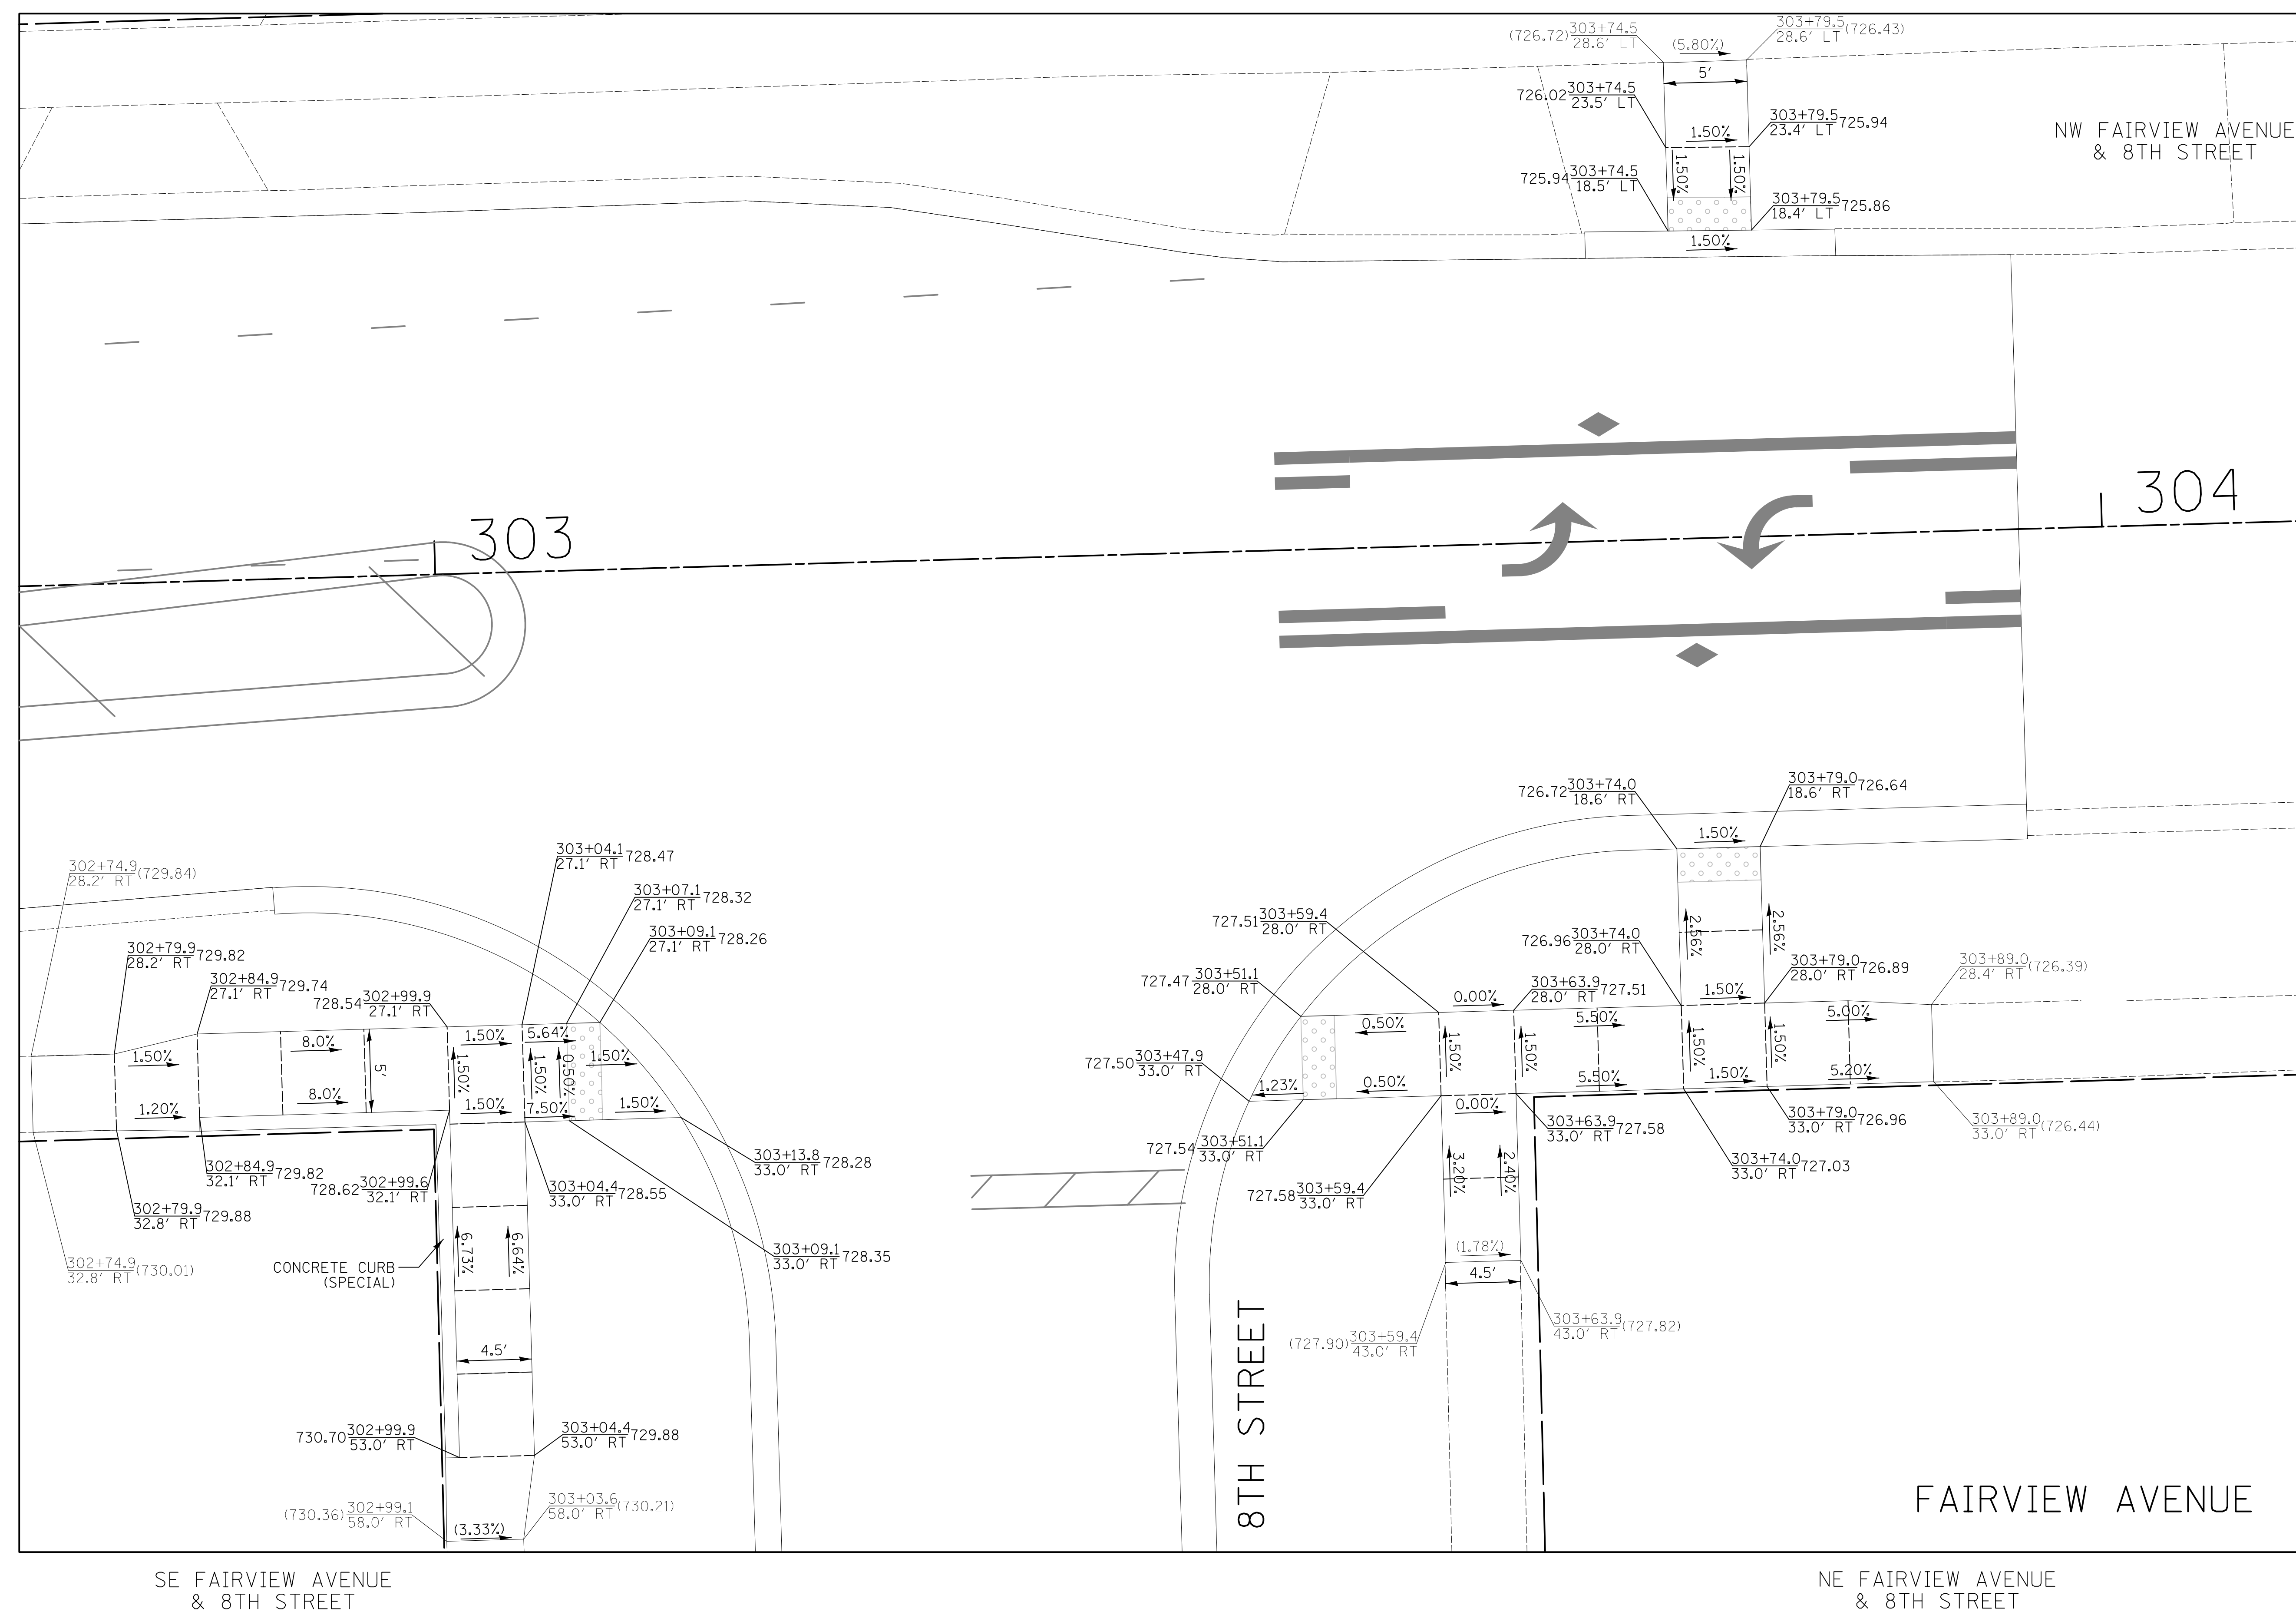 (726.72) 303+74.5
28.6' LT
(5.80%)
303+79.5 (726.43)
28.6' LT
5'
726.02 303+74.5
23.5' LT
1.50%
303+79.5 725.94
23.4' LT
NW FAIRVIEW AVENUE
& 8TH STREET
1.50%
1.50%
725.94 303+74.5
18.5' LT
303+79.5 725.86
18.4' LT
1.50%
303
304
726.72 303+74.0
18.6' RT
303+79.0 726.64
18.6' RT
1.50%
302+74.9 (729.84)
28.2' RT
303+04.1 728.47
27.1' RT
303+07.1 728.32
27.1' RT
303+09.1 728.26
27.1' RT
302+79.9 729.82
28.2' RT
302+84.9 729.74
27.1' RT
728.54 302+99.9
27.1' RT
1.50%
8.0%
5'
1.50%
5.64%
1.50%
1.50%
1.50%
0.50%
1.20%
8.0%
1.50%
7.50%
1.50%
302+84.9 729.82
32.1' RT
728.62 302+99.6
32.1' RT
303+04.4 728.55
33.0' RT
303+13.8 728.28
33.0' RT
302+79.9 729.88
32.8' RT
303+09.1 728.35
33.0' RT
302+74.9 (730.01)
32.8' RT
CONCRETE CURB
(SPECIAL)
6.73%
6.64%
4.5'
730.70 302+99.9
53.0' RT
303+04.4 729.88
53.0' RT
(730.36) 302+99.1
58.0' RT
303+03.6 (730.21)
58.0' RT
(3.33%)
727.51 303+59.4
28.0' RT
726.96 303+74.0
28.0' RT
2.56%
2.56%
727.47 303+51.1
28.0' RT
303+63.9 727.51
28.0' RT
303+79.0 726.89
28.0' RT
303+89.0 (726.39)
28.4' RT
0.00%
1.50%
0.50%
5.50%
5.00%
727.50 303+47.9
33.0' RT
1.50%
1.50%
1.50%
1.50%
1.23%
0.50%
5.50%
1.50%
5.20%
0.00%
727.54 303+51.1
33.0' RT
303+63.9 727.58
33.0' RT
303+79.0 726.96
33.0' RT
303+89.0 (726.44)
33.0' RT
727.58 303+59.4
33.0' RT
303+74.0 727.03
33.0' RT
3.20%
2.40%
(1.78%)
4.5'
(727.90) 303+59.4
43.0' RT
303+63.9 (727.82)
43.0' RT
8TH STREET
FAIRVIEW AVENUE
SE FAIRVIEW AVENUE
& 8TH STREET
NE FAIRVIEW AVENUE
& 8TH STREET